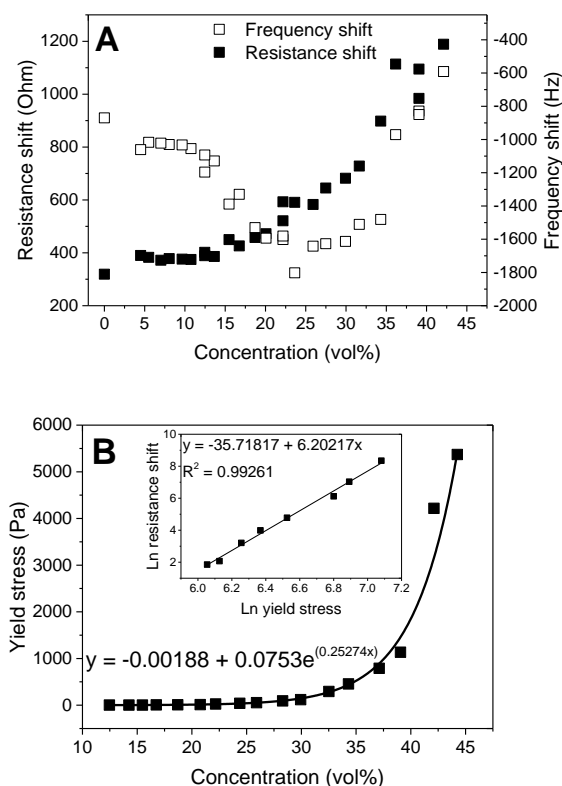 A
Frequency shift
Resistance shift
1200
1000
800
600
400
200
-400
-600
-800
-1000
-1200
-1400
-1600
-1800
-2000
0 5 10 15 20 25 30 35 40 45
Resistance shift (Ohm)
Frequency shift (Hz)
Concentration (vol%)
B
6000
5000
4000
3000
2000
1000
0
10 15 20 25 30 35 40 45
Yield stress (Pa)
Concentration (vol%)
y = -0.00188 + 0.0753e^(0.25274x)
10
8
6
4
2
y = -35.71817 + 6.20217x
R² = 0.99261
6.0 6.2 6.4 6.6 6.8 7.0 7.2
Ln resistance shift
Ln yield stress